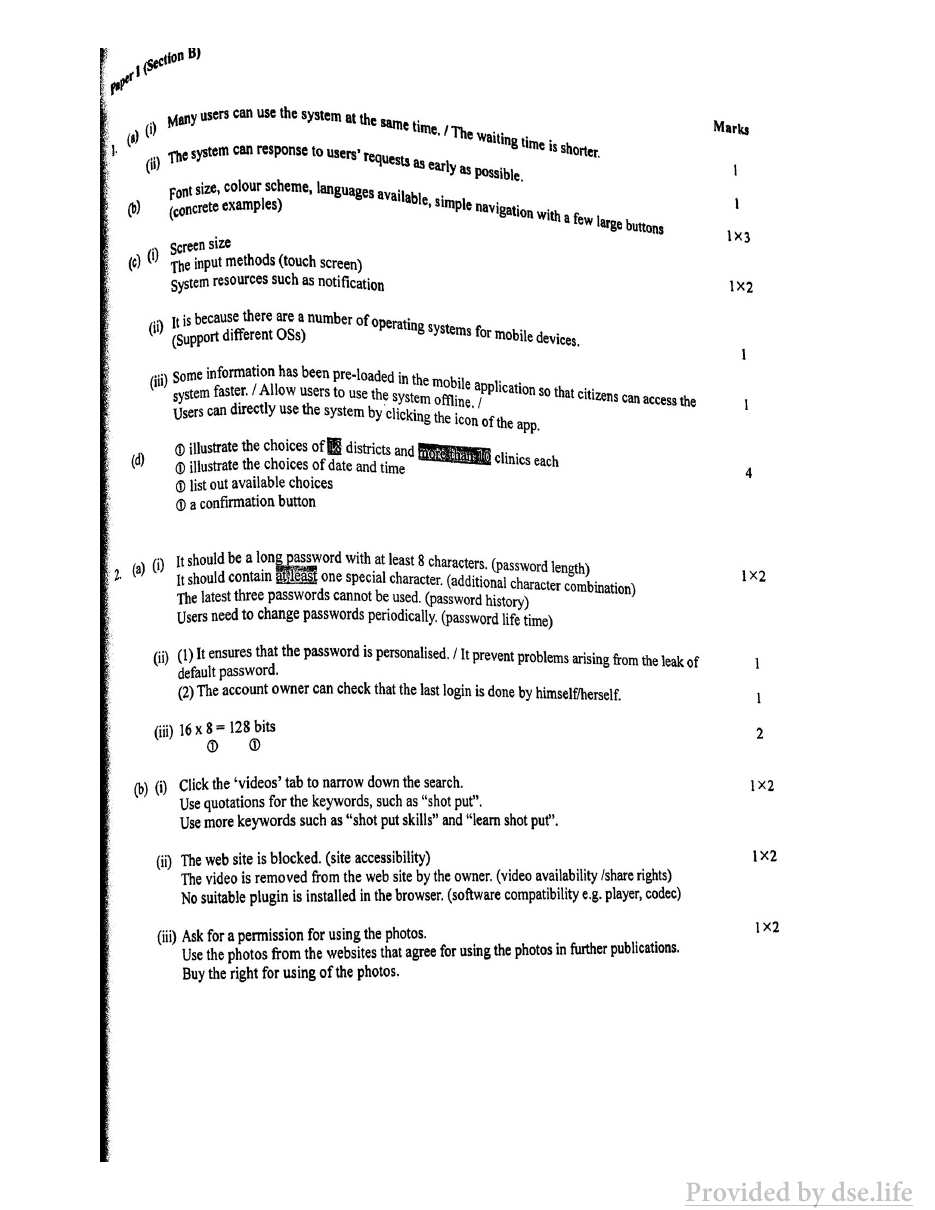 Paper 1 (Section B)
Marks
1. (a) (i) Many users can use the system at the same time. / The waiting time is shorter. 1
(ii) The system can response to users' requests as early as possible. 1
(b) Font size, colour scheme, languages available, simple navigation with a few large buttons
(concrete examples) 1×3
(c) (i) Screen size
The input methods (touch screen)
System resources such as notification 1×2
(ii) It is because there are a number of operating systems for mobile devices.
(Support different OSs) 1
(iii) Some information has been pre-loaded in the mobile application so that citizens can access the
system faster. / Allow users to use the system offline. / 1
Users can directly use the system by clicking the icon of the app.
(d) ① illustrate the choices of 18 districts and more than 10 clinics each
① illustrate the choices of date and time 4
① list out available choices
① a confirmation button
2. (a) (i) It should be a long password with at least 8 characters. (password length) 1×2
It should contain at least one special character. (additional character combination)
The latest three passwords cannot be used. (password history)
Users need to change passwords periodically. (password life time)
(ii) (1) It ensures that the password is personalised. / It prevent problems arising from the leak of 1
default password.
(2) The account owner can check that the last login is done by himself/herself. 1
(iii) 16 x 8 = 128 bits 2
① ①
(b) (i) Click the ‘videos’ tab to narrow down the search. 1×2
Use quotations for the keywords, such as “shot put”.
Use more keywords such as “shot put skills” and “learn shot put”.
(ii) The web site is blocked. (site accessibility) 1×2
The video is removed from the web site by the owner. (video availability /share rights)
No suitable plugin is installed in the browser. (software compatibility e.g. player, codec)
(iii) Ask for a permission for using the photos. 1×2
Use the photos from the websites that agree for using the photos in further publications.
Buy the right for using of the photos.
Provided by dse.life